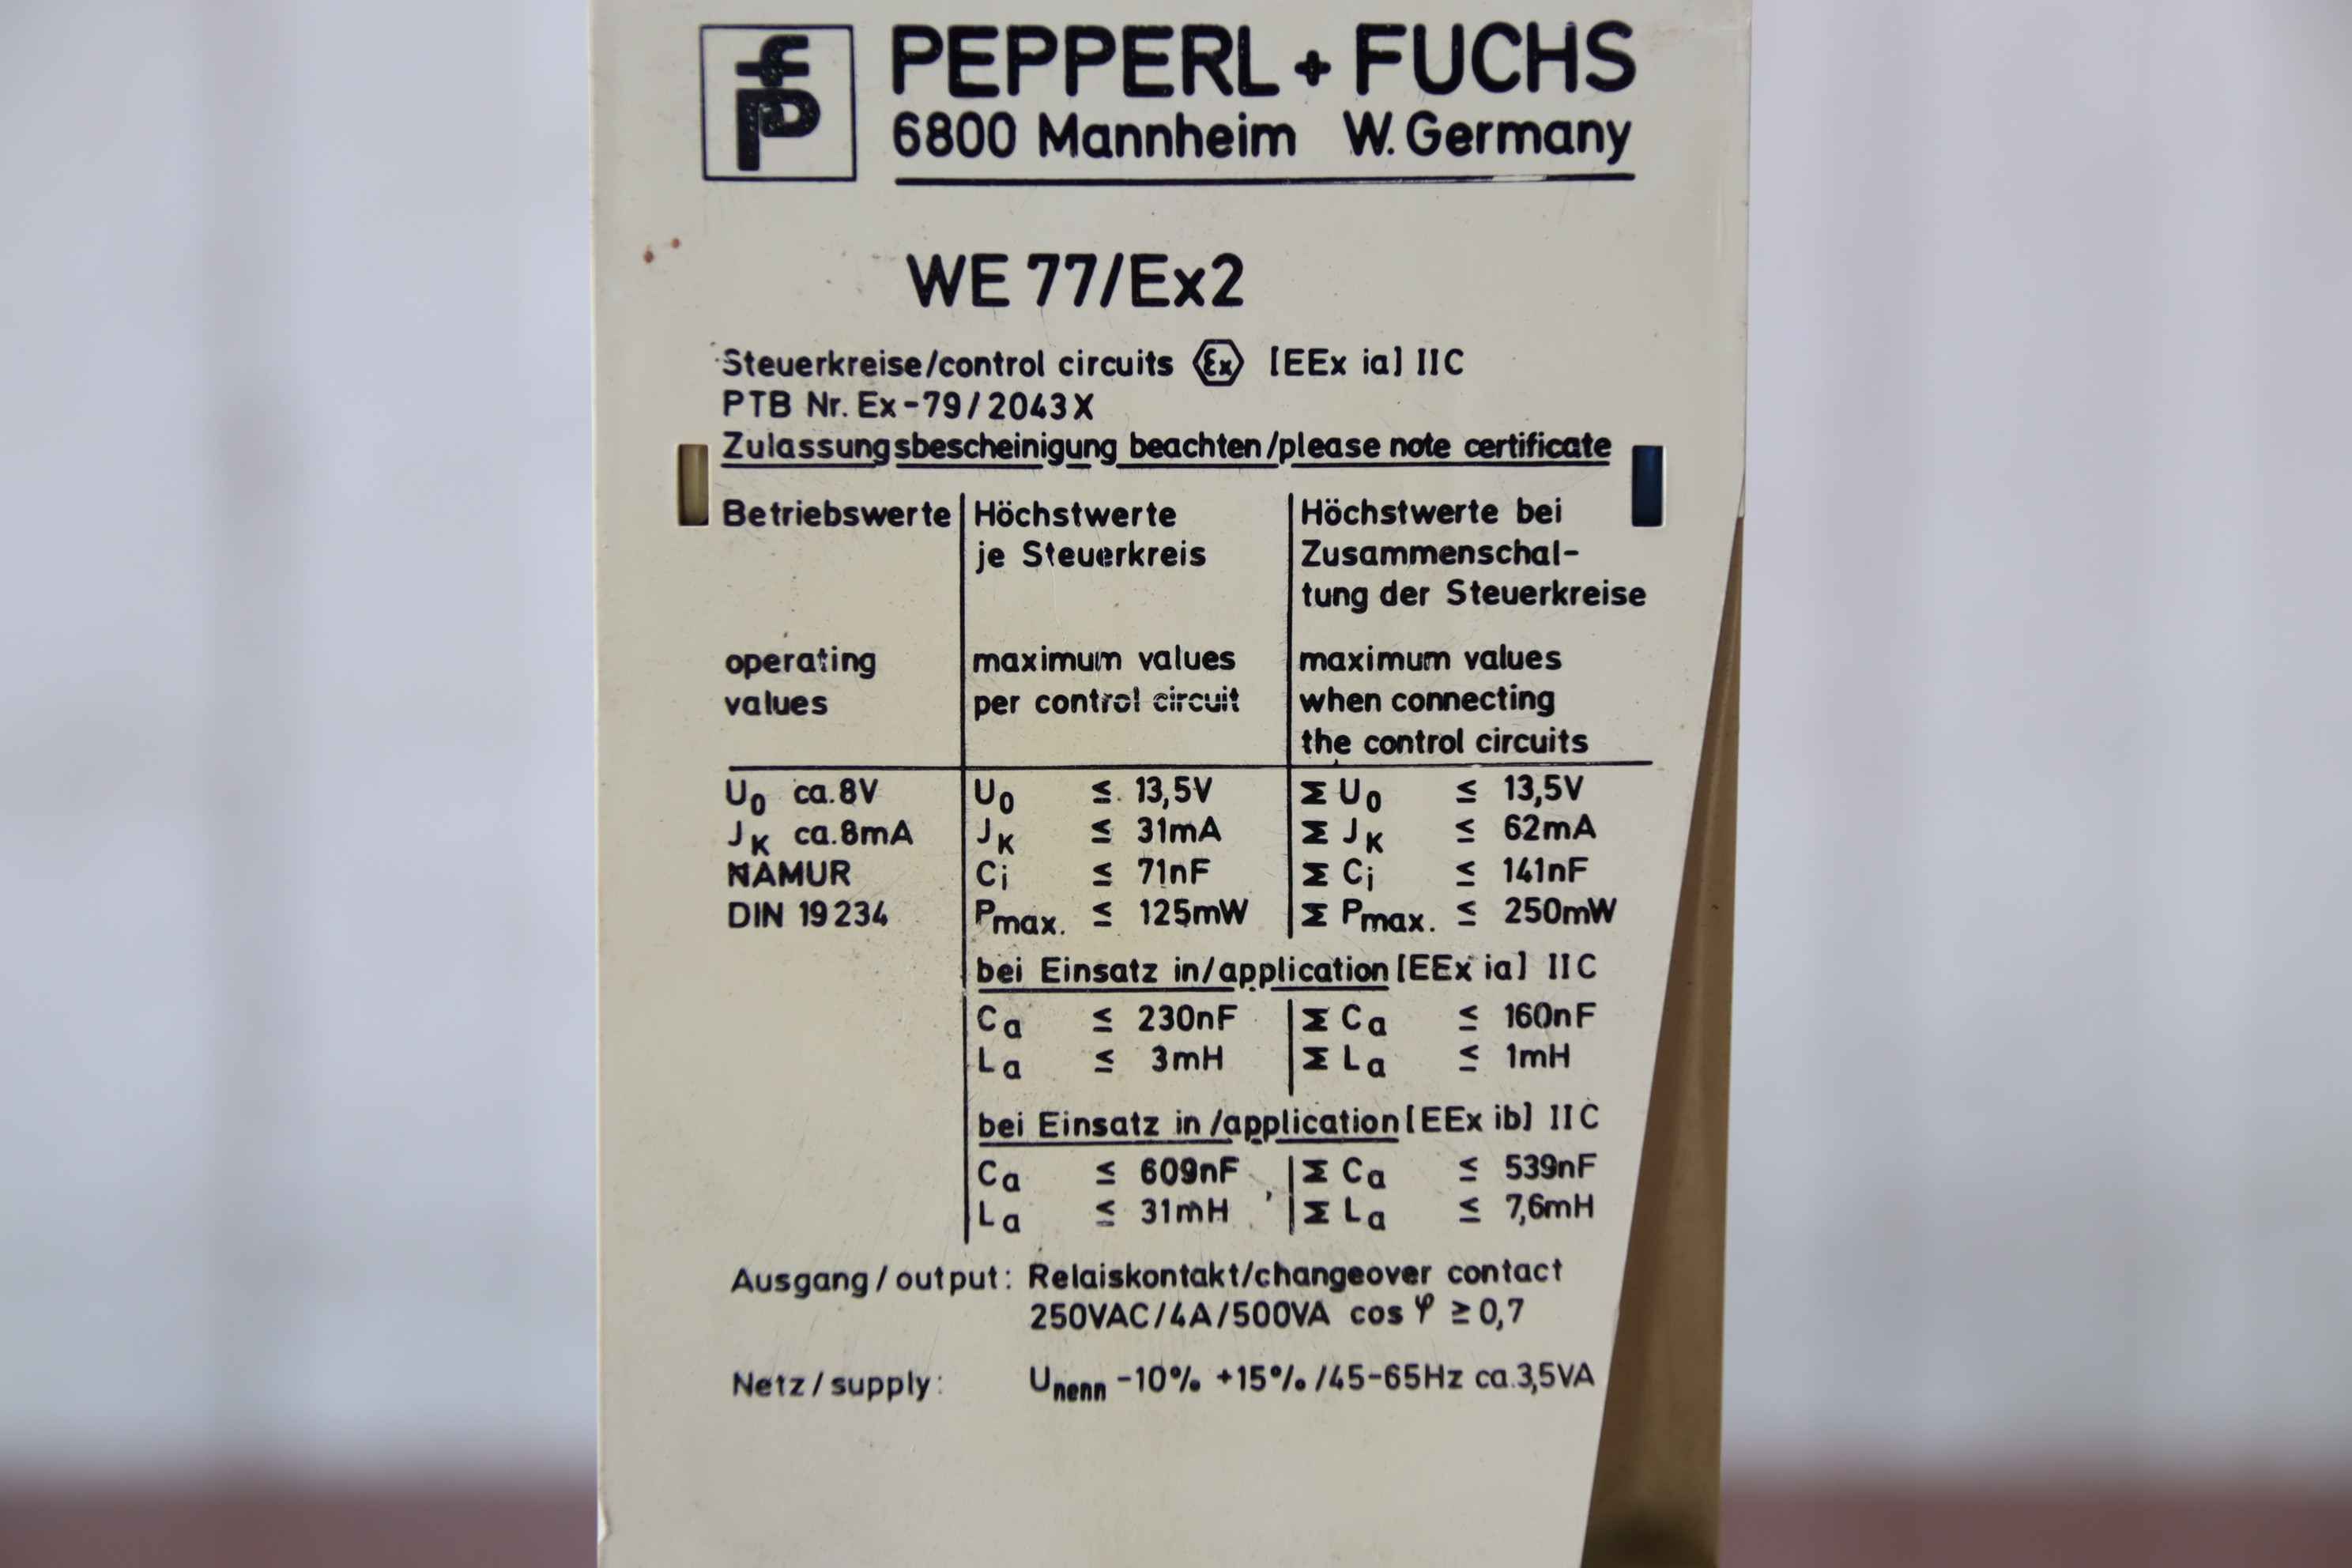 fP
PEPPERL + FUCHS
6800 Mannheim W. Germany
WE 77/Ex2
Steuerkreise/control circuits Ex [EEx ia] IIC
PTB Nr. Ex-79/2043X
Zulassungsbescheinigung beachten/please note certificate
Betriebswerte Höchstwerte Höchstwerte bei
je Steuerkreis Zusammenschal-
tung der Steuerkreise
operating maximum values maximum values
values per control circuit when connecting
the control circuits
U0 ca. 8V U0 ≤ 13,5V Σ U0 ≤ 13,5V
JK ca. 8mA JK ≤ 31mA Σ JK ≤ 62mA
NAMUR Ci ≤ 71nF Σ Ci ≤ 141nF
DIN 19234 Pmax. ≤ 125mW Σ Pmax. ≤ 250mW
bei Einsatz in/application [EEx ia] IIC
Ca ≤ 230nF Σ Ca ≤ 160nF
La ≤ 3mH Σ La ≤ 1mH
bei Einsatz in/application [EEx ib] IIC
Ca ≤ 609nF Σ Ca ≤ 539nF
La ≤ 31mH Σ La ≤ 7,6mH
Ausgang/output: Relaiskontakt/changeover contact
250VAC/4A/500VA cos φ ≥ 0,7
Netz/supply: Unenn -10% +15% /45-65Hz ca. 3,5VA